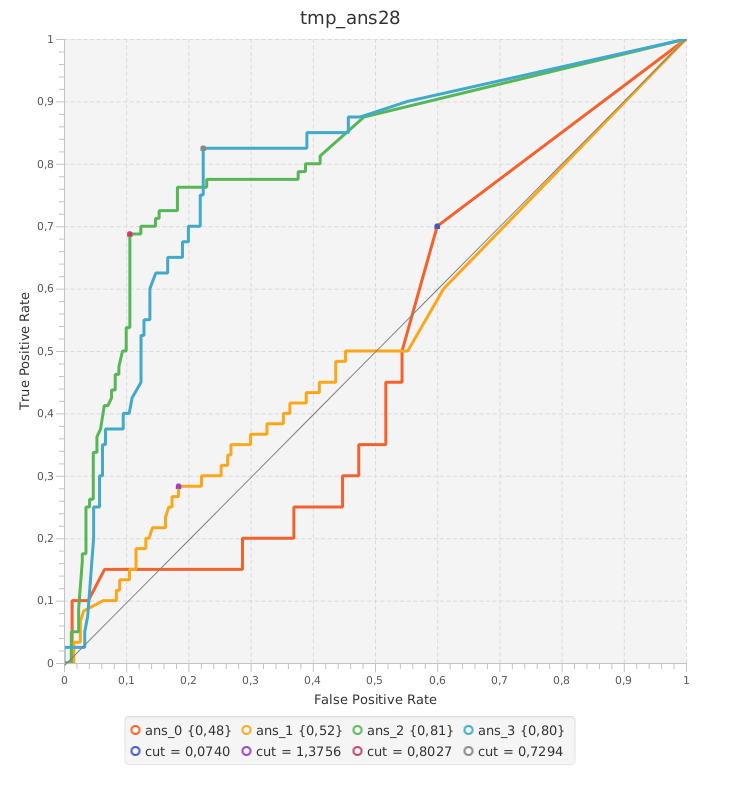 tmp_ans28
1
0,9
0,8
0,7
0,6
0,5
0,4
0,3
0,2
0,1
0
True Positive Rate
0 0,1 0,2 0,3 0,4 0,5 0,6 0,7 0,8 0,9 1
False Positive Rate
ans_0 {0,48} ans_1 {0,52} ans_2 {0,81} ans_3 {0,80}
cut = 0,0740 cut = 1,3756 cut = 0,8027 cut = 0,7294